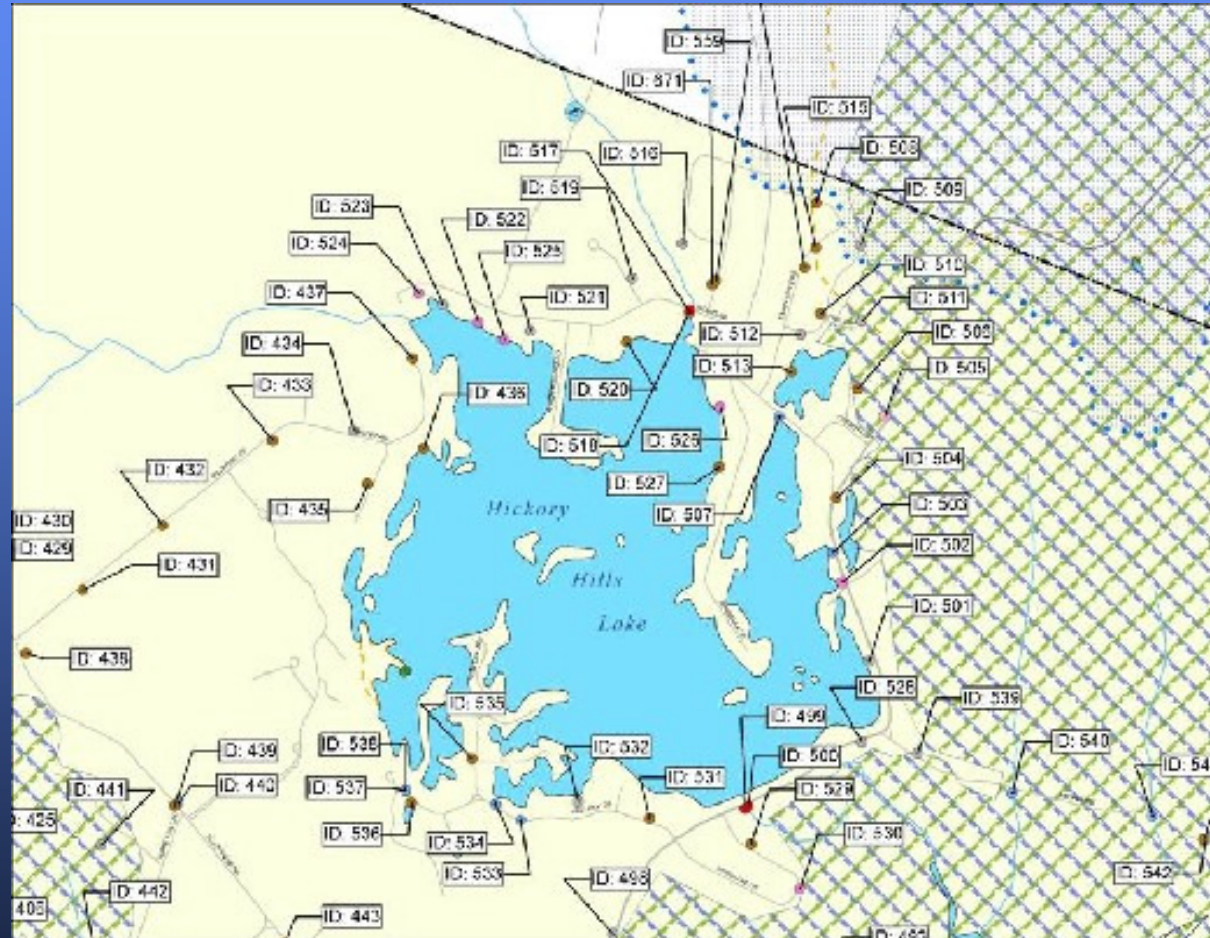 ID: 559
ID: 671
ID: 515
ID: 508
ID: 517
ID: 516
ID: 519
ID: 509
ID: 523
ID: 522
ID: 524
ID: 525
ID: 510
ID: 437
ID: 521
ID: 511
ID: 512
ID: 434
ID: 513
ID: 505
ID: 433
ID: 436
ID: 520
ID: 518
ID: 526
ID: 432
ID: 527
ID: 504
ID: 435
ID: 507
ID: 503
ID: 430
ID: 429
ID: 502
ID: 431
Hickory
Hills
Lake
ID: 501
ID: 438
ID: 535
ID: 528
ID: 539
ID: 499
ID: 538
ID: 532
ID: 500
ID: 540
ID: 439
ID: 441
ID: 440
ID: 537
ID: 531
ID: 529
ID: 536
ID: 534
ID: 530
ID: 533
ID: 542
ID: 442
ID: 498
ID: 443